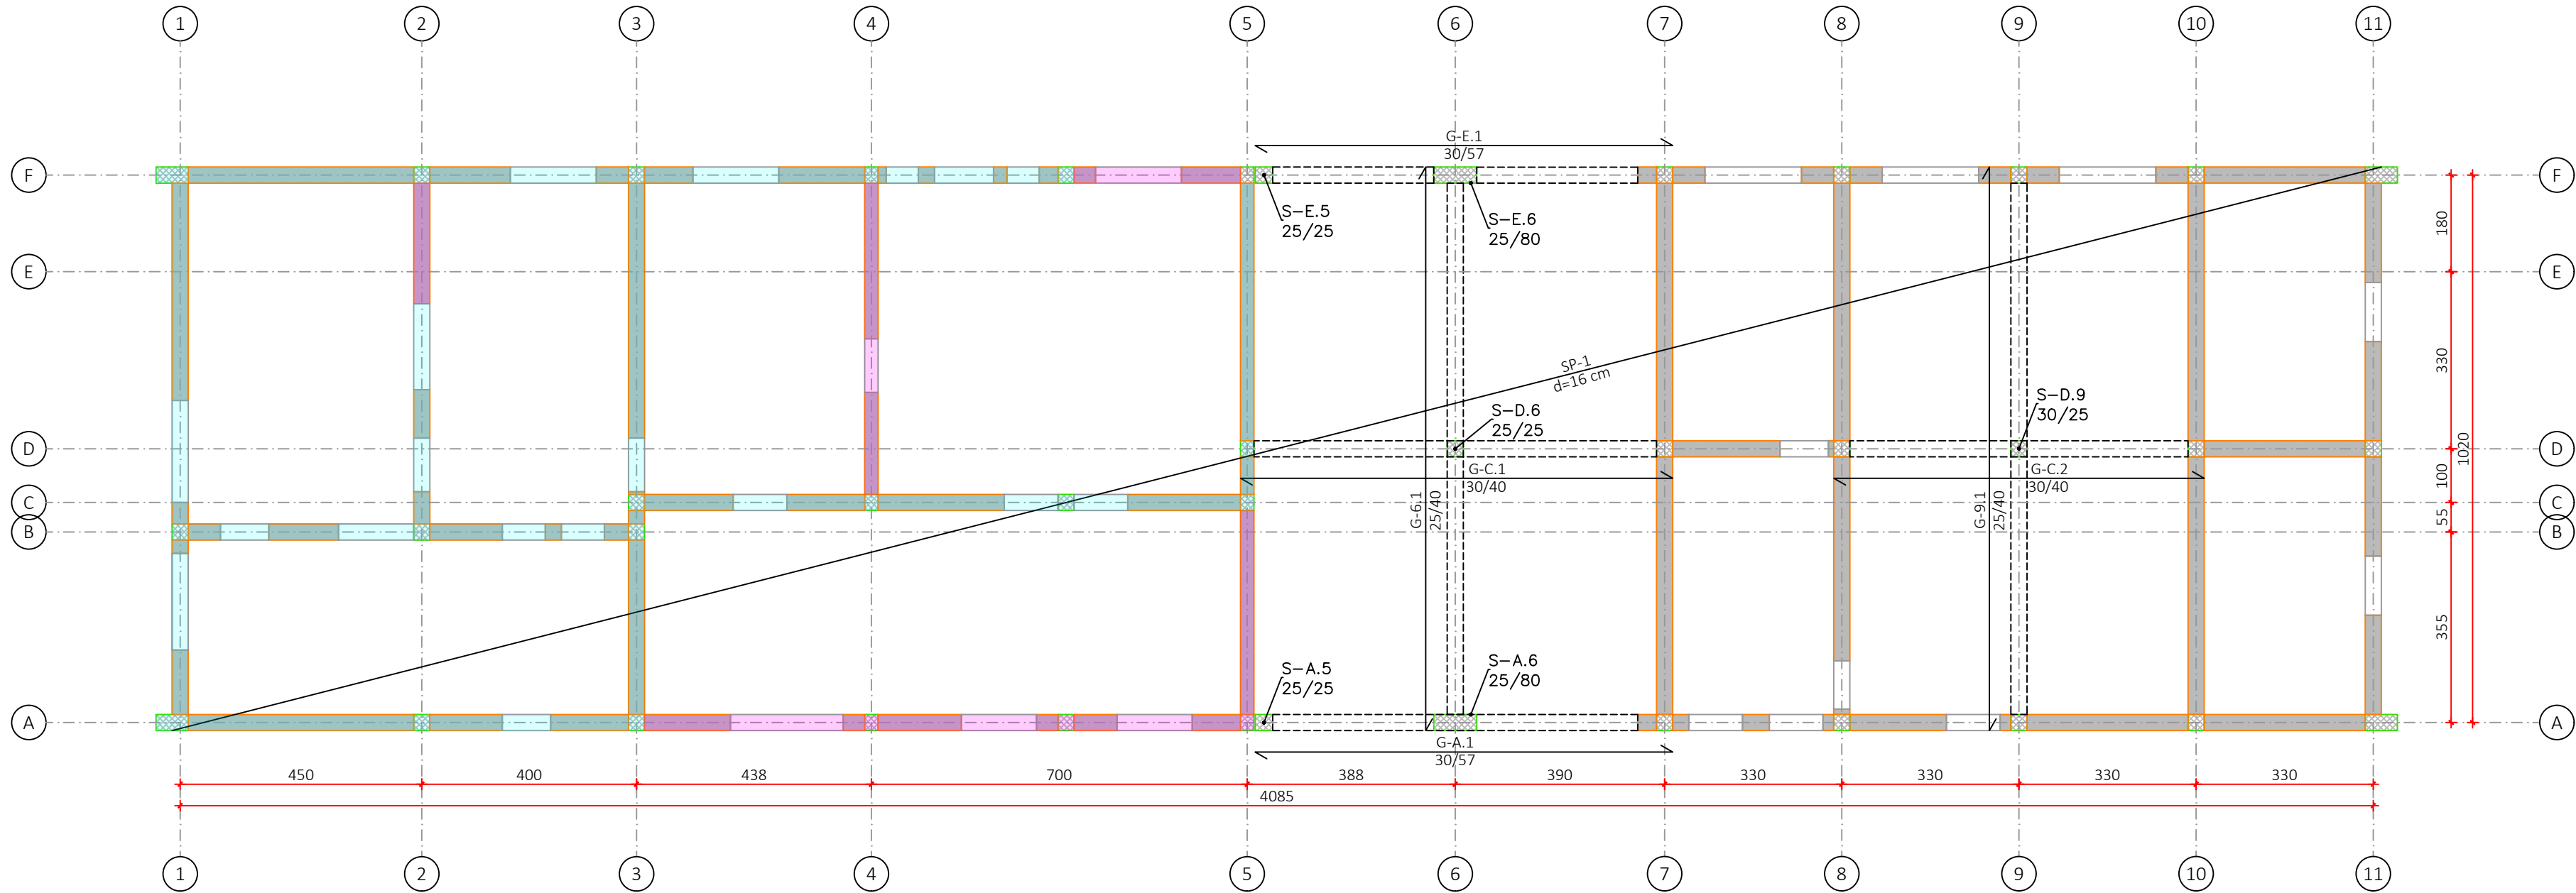 1 2 3 4 5 6 7 8 9 10 11
G-E.1
30/57
F F
S-E.5
25/25
S-E.6
25/80
180
E E
330
SP-1
d=16 cm
S-D.6
25/25
S-D.9
30/25
D D
1020
G-C.1
30/40
G-C.2
30/40
100
G-6.1
25/40
G-9.1
25/40
C C
55
B B
355
S-A.5
25/25
S-A.6
25/80
A A
G-A.1
30/57
450 400 438 700 388 390 330 330 330 330
4085
1 2 3 4 5 6 7 8 9 10 11